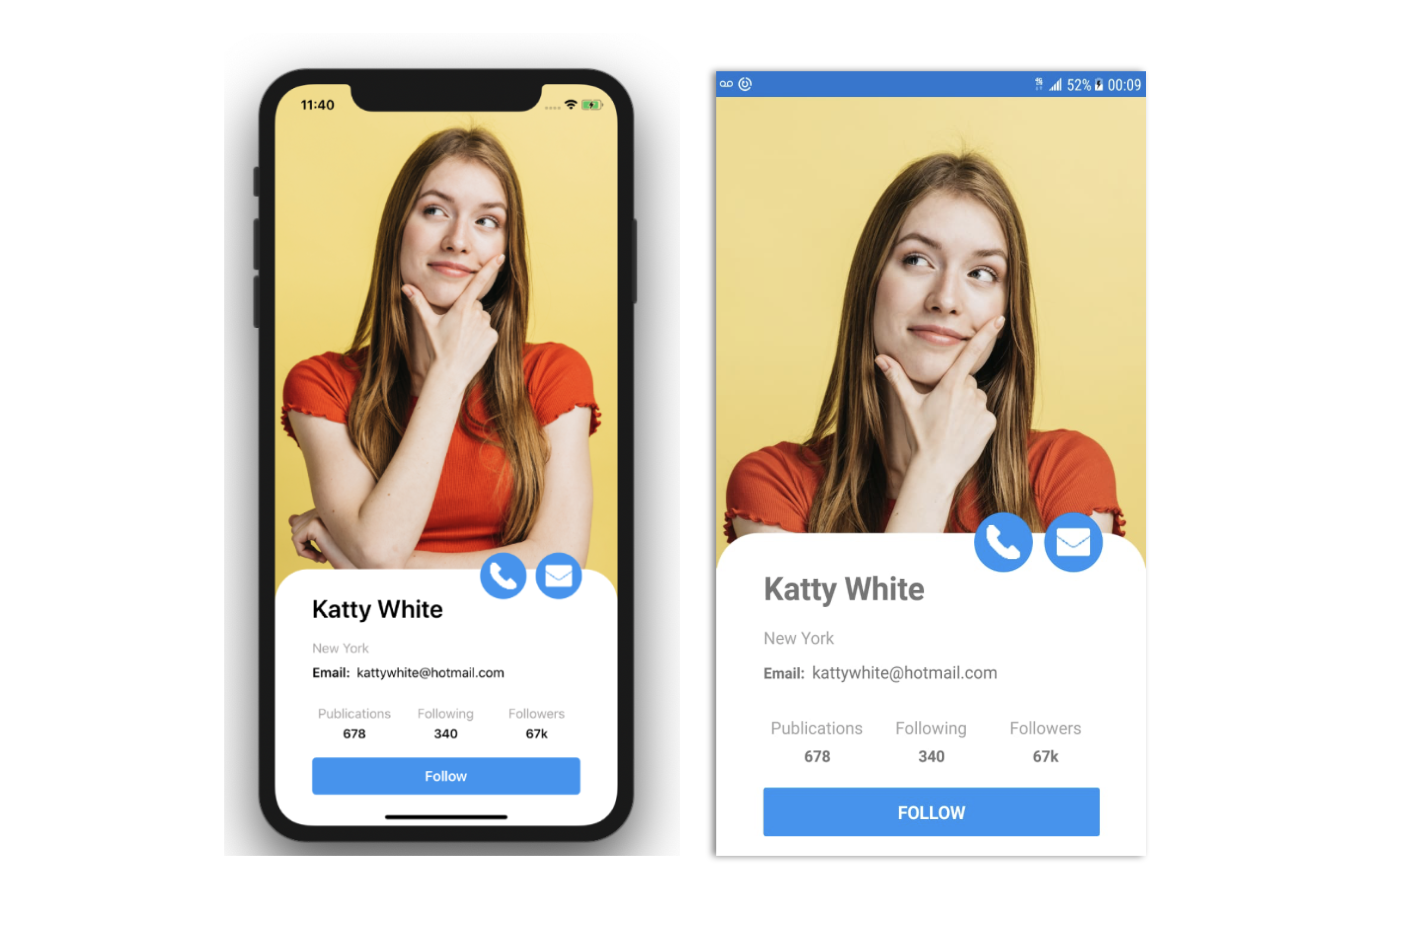 11:40
Katty White
New York
Email: kattywhite@hotmail.com
Publications Following Followers
678 340 67k
Follow
52% 00:09
Katty White
New York
Email: kattywhite@hotmail.com
Publications Following Followers
678 340 67k
FOLLOW